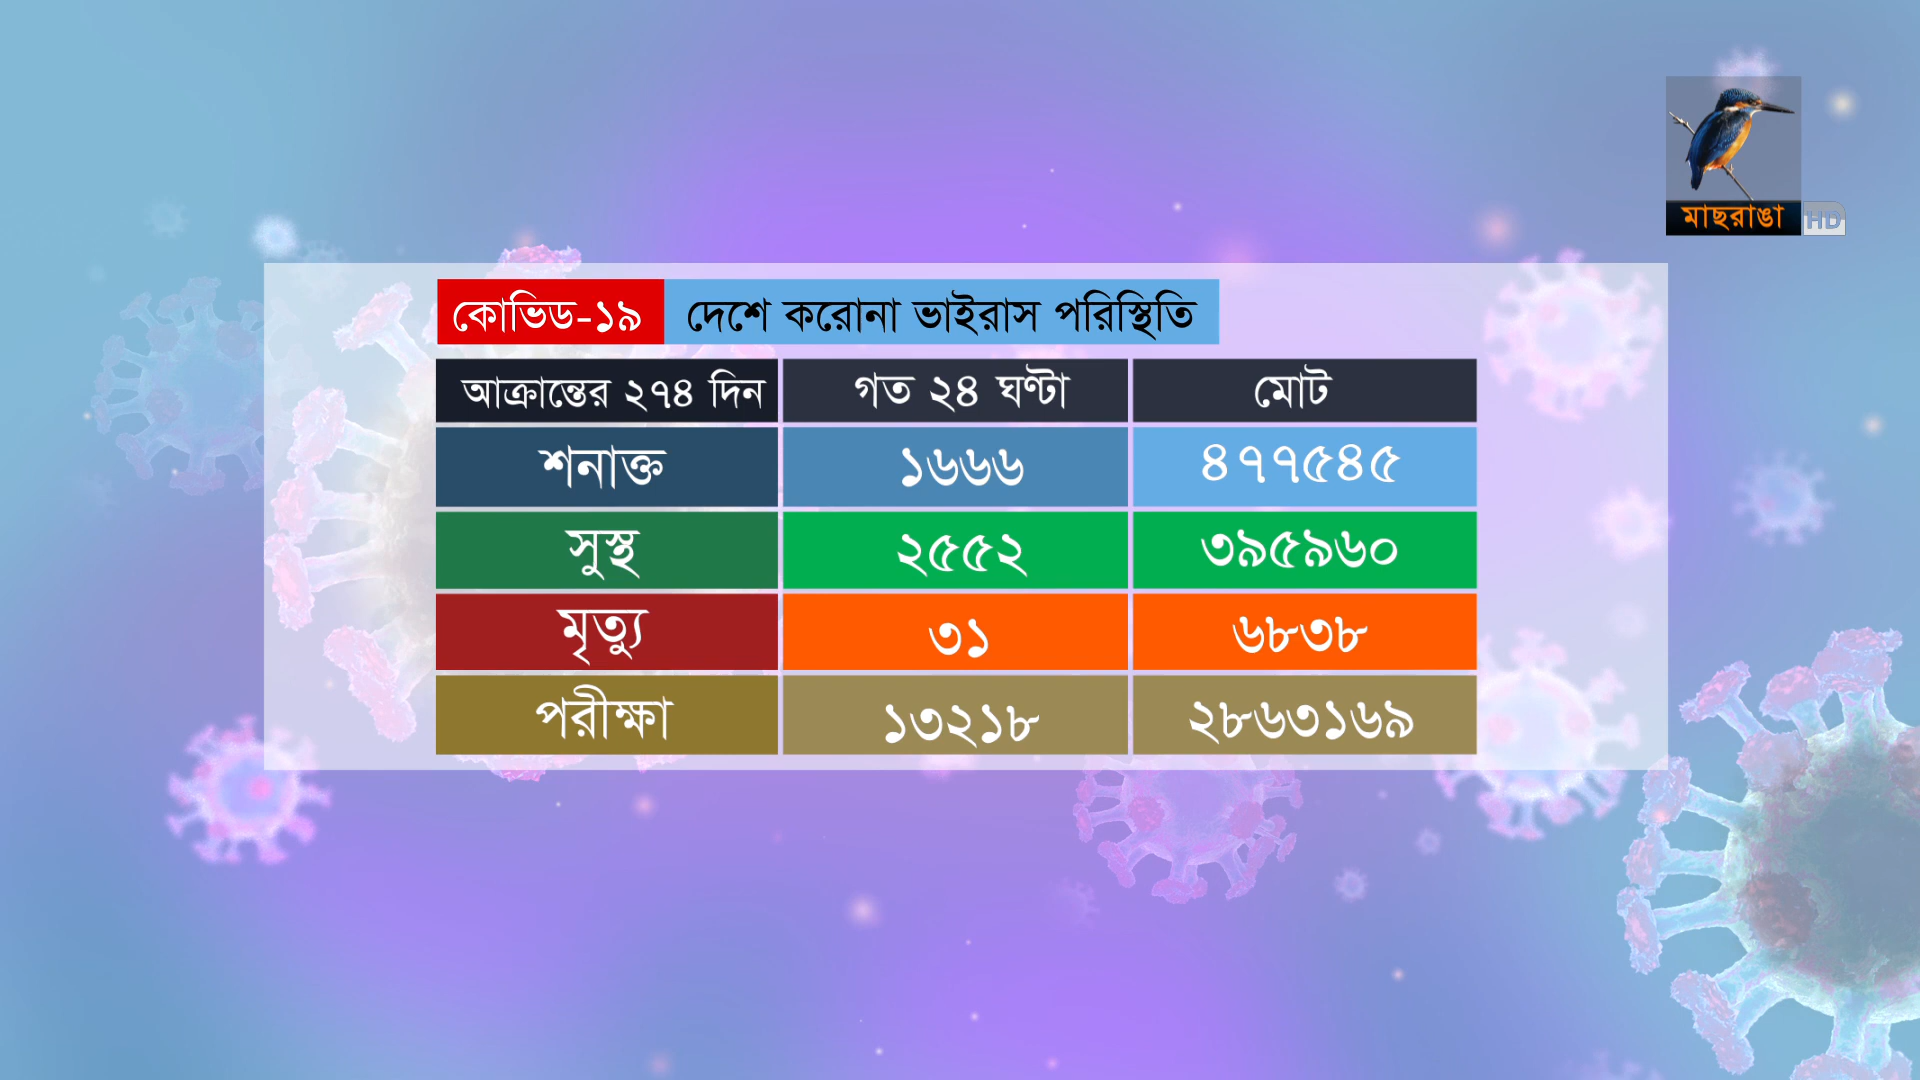 মাছরাঙা HD
কোভিড-১৯ দেশে করোনা ভাইরাস পরিস্থিতি
আক্রান্তের ২৭৪ দিন গত ২৪ ঘণ্টা মোট
শনাক্ত ১৬৬৬ ৪৭৭৫৪৫
সুস্থ ২৫৫২ ৩৯৫৯৬০
মৃত্যু ৩১ ৬৮৩৮
পরীক্ষা ১৩২১৮ ২৮৬৩১৬৯